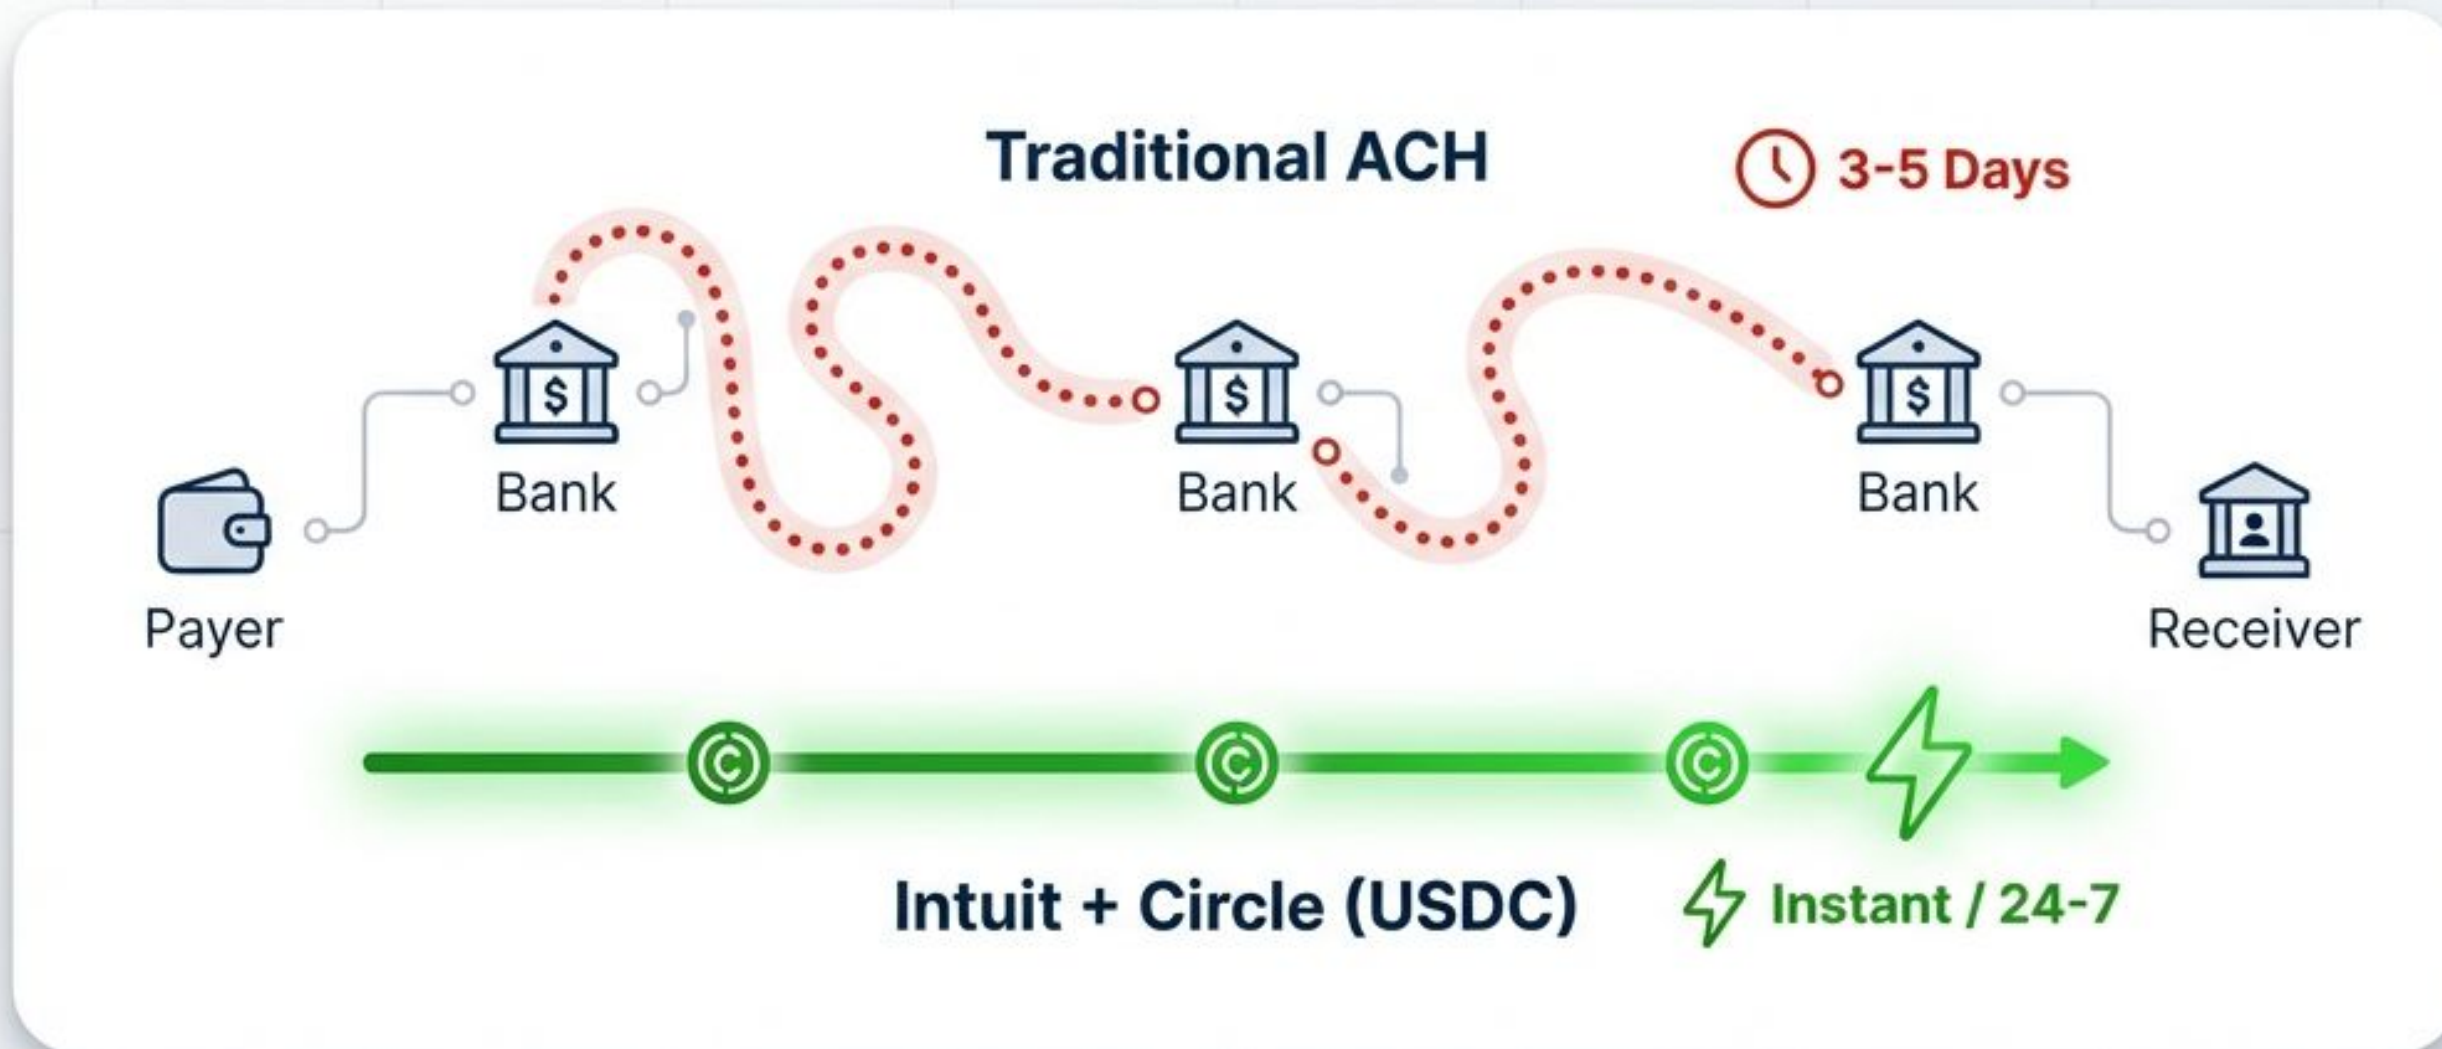 Traditional ACH
3-5 Days
$
$
$
Bank
Bank
Bank
Payer
Receiver
Intuit + Circle (USDC)
Instant / 24-7